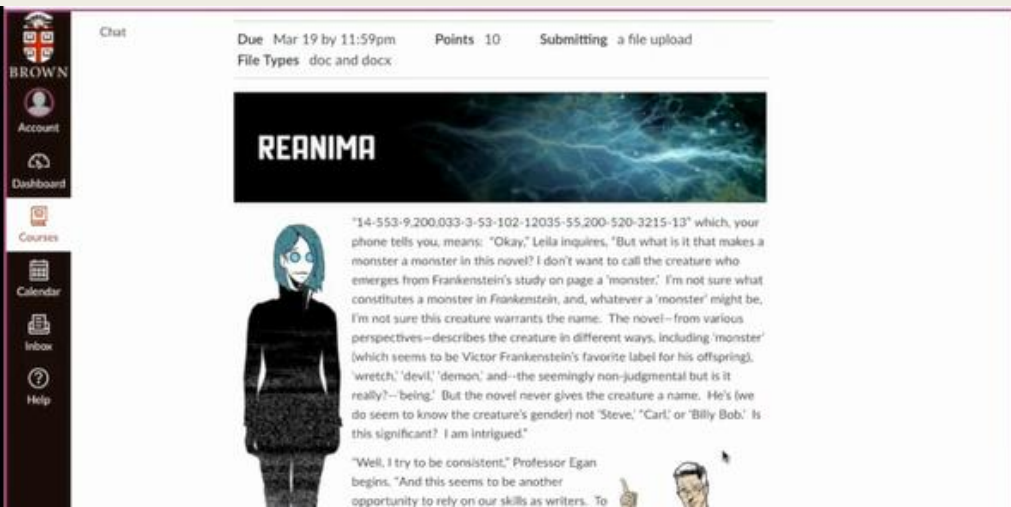 Chat
Due Mar 19 by 11:59pm Points 10 Submitting a file upload
File Types doc and docx
BROWN
Account
Dashboard
Courses
Calendar
Inbox
Help
REANIMA
"14-553-9,200,033-3-53-102-12035-55,200-520-3215-13" which, your
phone tells you, means: "Okay," Leila inquires, "But what is it that makes a
monster a monster in this novel? I don't want to call the creature who
emerges from Frankenstein's study on page a 'monster.' I'm not sure what
constitutes a monster in Frankenstein, and, whatever a 'monster' might be,
I'm not sure this creature warrants the name. The novel—from various
perspectives—describes the creature in different ways, including 'monster'
(which seems to be Victor Frankenstein's favorite label for his offspring),
'wretch,' 'devil,' 'demon,' and--the seemingly non-judgmental but is it
really?—'being.' But the novel never gives the creature a name. He's (we
do seem to know the creature's gender) not 'Steve,' "Carl,' or 'Billy Bob.' Is
this significant? I am intrigued."
"Well, I try to be consistent," Professor Egan
begins. "And this seems to be another
opportunity to rely on our skills as writers. To